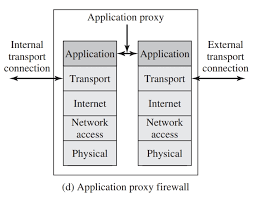 Application proxy
Internal
transport
connection
External
transport
connection
Application
Application
Transport
Transport
Internet
Internet
Network
access
Network
access
Physical
Physical
(d) Application proxy firewall